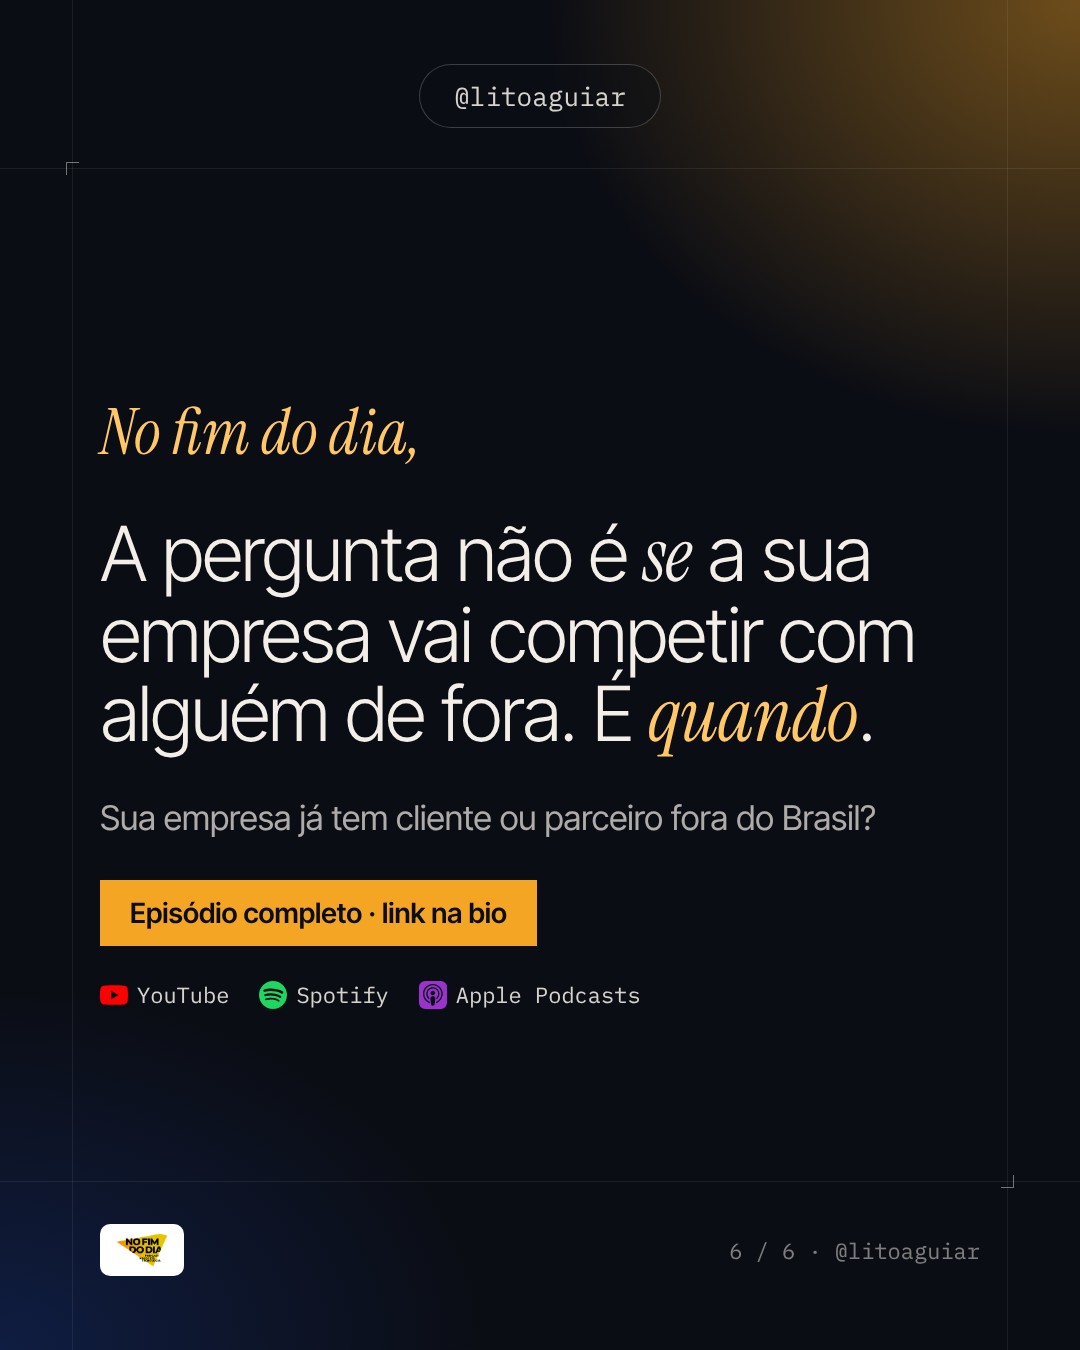 @litoaguiar
No fim do dia,
A pergunta não é se a sua
empresa vai competir com
alguém de fora. É quando.
Sua empresa já tem cliente ou parceiro fora do Brasil?
Episódio completo · link na bio
YouTube Spotify Apple Podcasts
NO FIM
DO DIA
6 / 6 · @litoaguiar